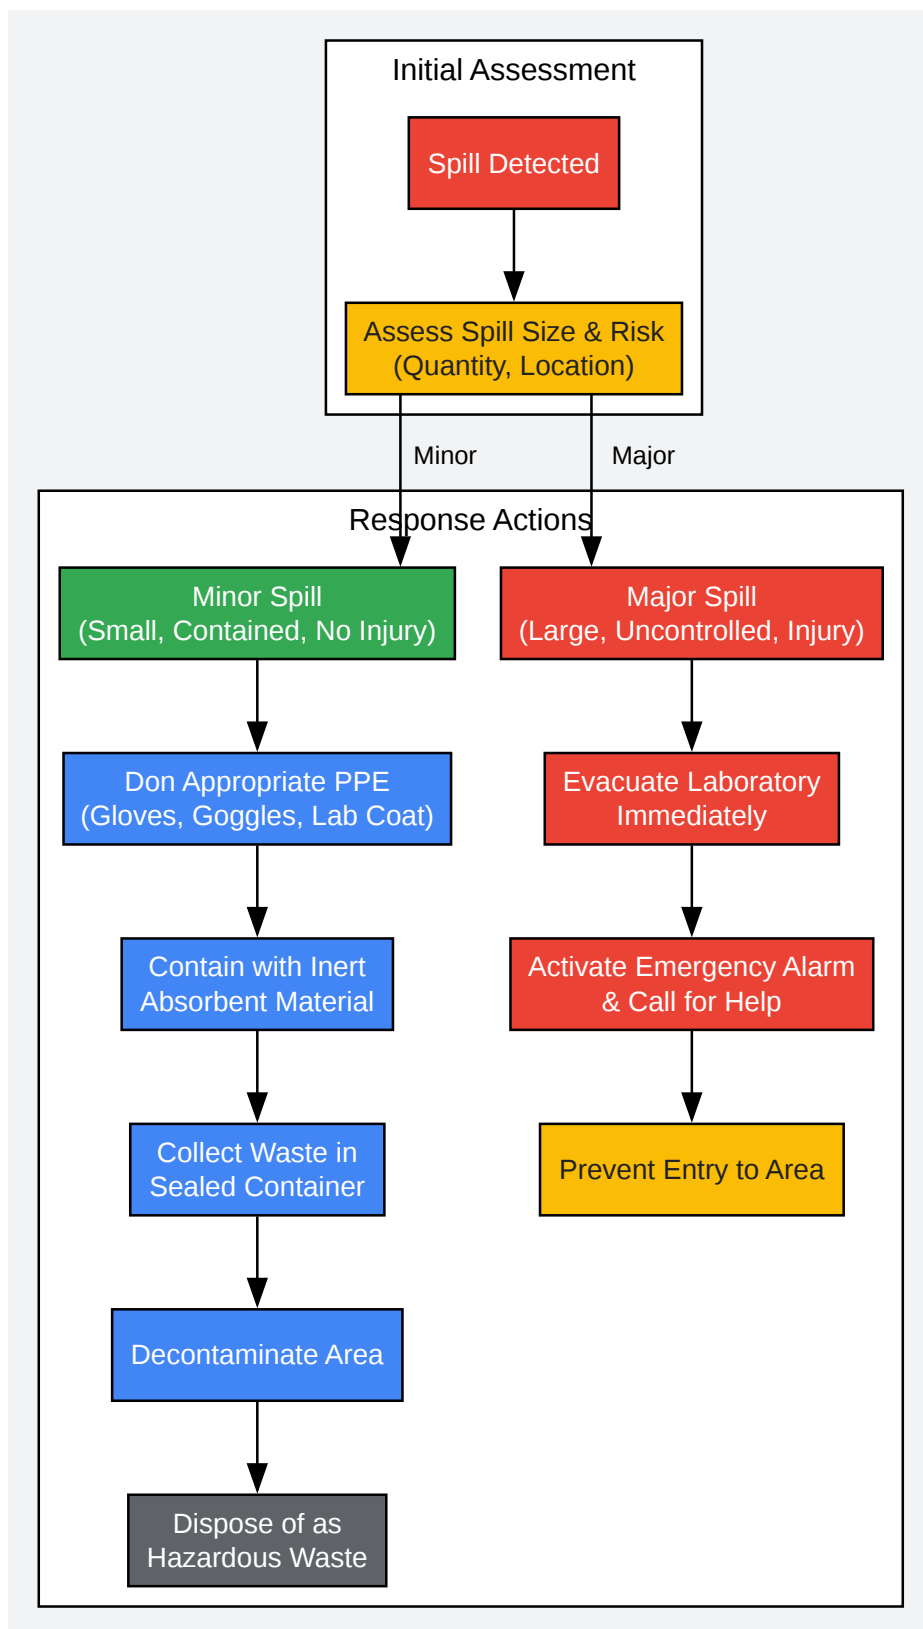 Initial Assessment
Spill Detected
Assess Spill Size & Risk
(Quantity, Location)
Minor
Major
Response Actions
Minor Spill
(Small, Contained, No Injury)
Major Spill
(Large, Uncontrolled, Injury)
Don Appropriate PPE
(Gloves, Goggles, Lab Coat)
Evacuate Laboratory
Immediately
Contain with Inert
Absorbent Material
Activate Emergency Alarm
& Call for Help
Collect Waste in
Sealed Container
Prevent Entry to Area
Decontaminate Area
Dispose of as
Hazardous Waste